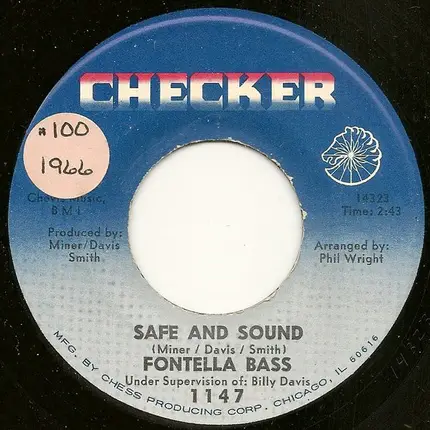 CHECKER
#100
1966
Chevis Music,
BMI
14323
Time: 2:43
Produced by:
Miner/Davis
Smith
Arranged by:
Phil Wright
SAFE AND SOUND
(Miner / Davis / Smith)
FONTELLA BASS
Under Supervision of: Billy Davis
1147
MFG. BY CHESS PRODUCING CORP. CHICAGO, IL 60616